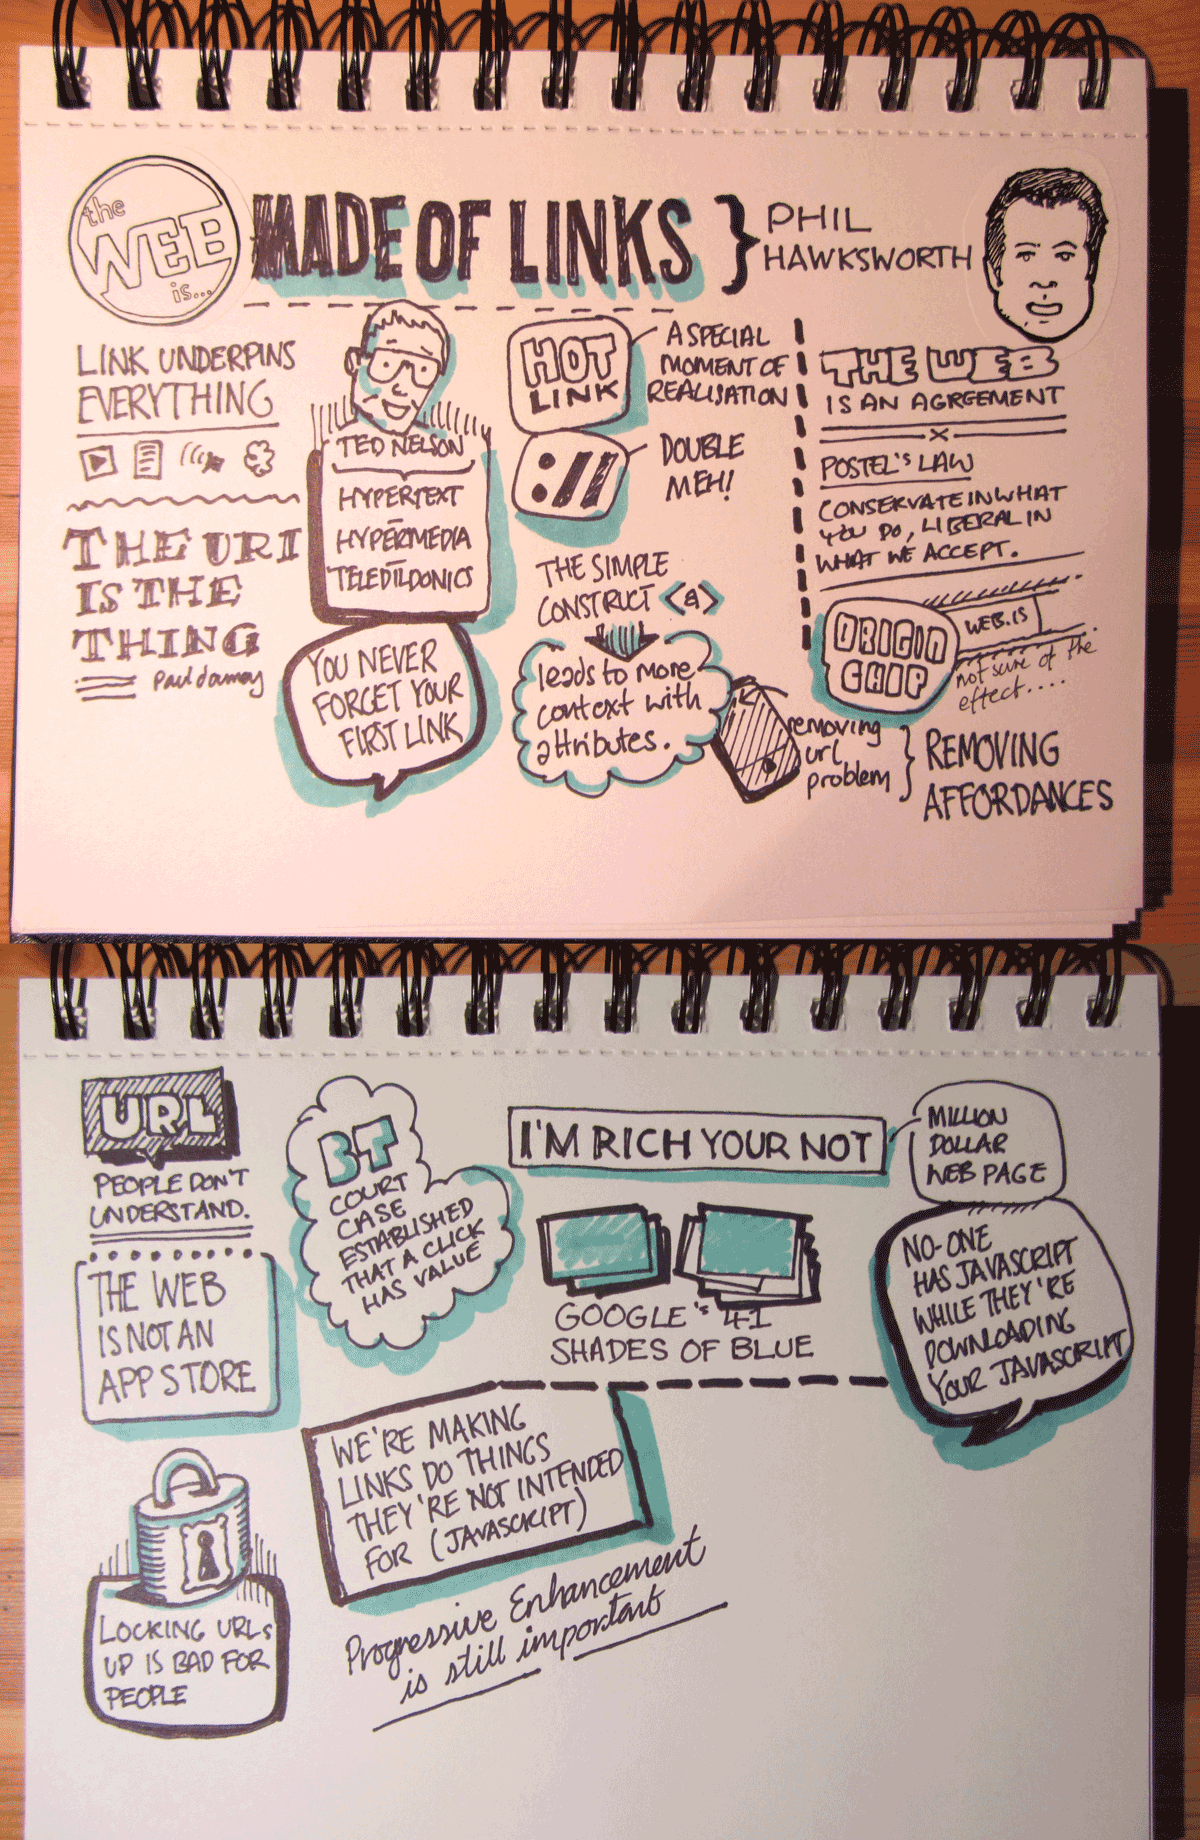 the
WEB
is...
MADE OF LINKS
PHIL
HAWKSWORTH
LINK UNDERPINS
EVERYTHING
THE URI
IS THE
THING
TED NELSON
HYPERTEXT
HYPERMEDIA
TELEDILDONICS
YOU NEVER
FORGET YOUR
FIRST LINK
HOT
LINK
A SPECIAL
MOMENT OF
REALISATION
://
DOUBLE
MEH!
THE SIMPLE
CONSTRUCT <a>
leads to more
context with
attributes.
THE WEB
IS AN AGREEMENT
POSTEL'S LAW
CONSERVATE IN WHAT
YOU DO, LIBERAL IN
WHAT WE ACCEPT.
ORIGIN
CHIP
WEB.IS
not sure of the
effect....
removing
url
problem
REMOVING
AFFORDANCES
URL
PEOPLE DON'T
UNDERSTAND.
THE WEB
IS NOT AN
APP STORE
LOCKING URLs
UP IS BAD FOR
PEOPLE
BT
COURT
CASE
ESTABLISHED
THAT A CLICK
HAS VALUE
I'M RICH YOUR NOT
MILLION
DOLLAR
WEB PAGE
GOOGLE's 41
SHADES OF BLUE
NO-ONE
HAS JAVASCRIPT
WHILE THEY'RE
DOWNLOADING
YOUR JAVASCRIPT
WE'RE MAKING
LINKS DO THINGS
THEY'RE NOT INTENDED
FOR (JAVASCRIPT)
Progressive Enhancement
is still important